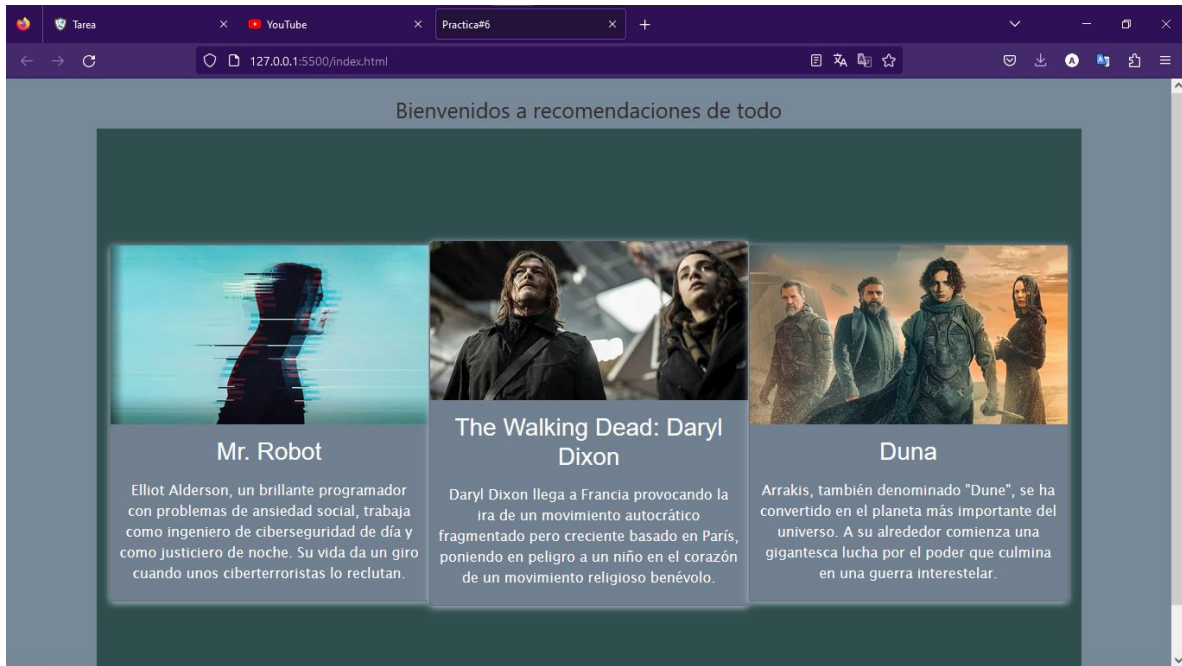 Tarea
YouTube
Practica#6
127.0.0.1:5500/index.html
Bienvenidos a recomendaciones de todo
Mr. Robot
Elliot Alderson, un brillante programador
con problemas de ansiedad social, trabaja
como ingeniero de ciberseguridad de día y
como justiciero de noche. Su vida da un giro
cuando unos ciberterroristas lo reclutan.
The Walking Dead: Daryl
Dixon
Daryl Dixon llega a Francia provocando la
ira de un movimiento autocrático
fragmentado pero creciente basado en París,
poniendo en peligro a un niño en el corazón
de un movimiento religioso benévolo.
Duna
Arrakis, también denominado "Dune", se ha
convertido en el planeta más importante del
universo. A su alrededor comienza una
gigantesca lucha por el poder que culmina
en una guerra interestelar.